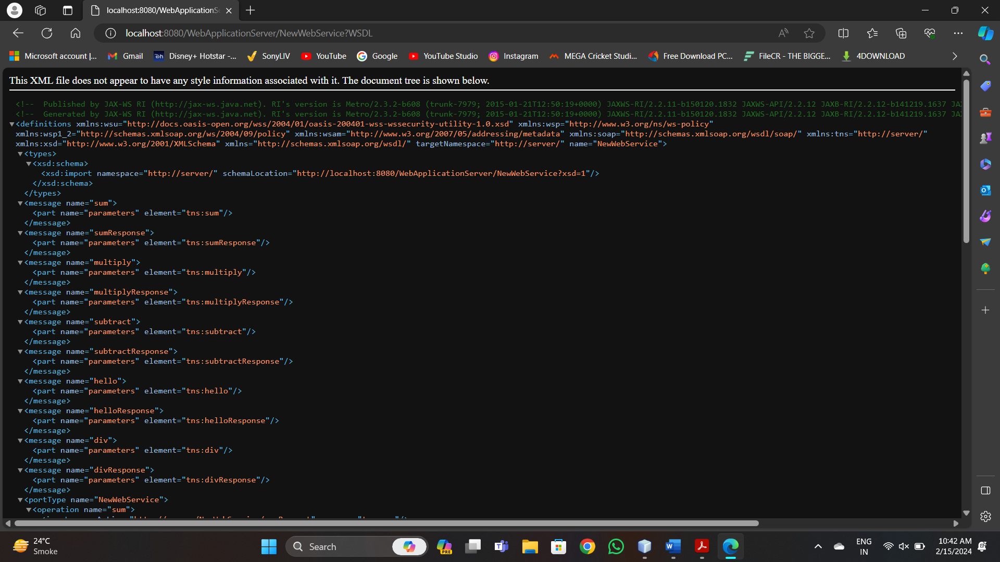 localhost:8080/WebApplicationS
localhost:8080/WebApplicationServer/NewWebService?WSDL
Microsoft account |... Gmail Disney+ Hotstar -... SonyLIV YouTube Google YouTube Studio Instagram MEGA Cricket Studi... Free Download PC... FileCR - THE BIGGE... 4DOWNLOAD
This XML file does not appear to have any style information associated with it. The document tree is shown below.
<!-- Published by JAX-WS RI (http://jax-ws.java.net). RI's version is Metro/2.3.2-b608 (trunk-7979; 2015-01-21T12:50:19+0000) JAXWS-RI/2.2.11-b150120.1832 JAXWS-API/2.2.12 JAXB-RI/2.2.12-b141219.1637 JA
<!-- Generated by JAX-WS RI (http://jax-ws.java.net). RI's version is Metro/2.3.2-b608 (trunk-7979; 2015-01-21T12:50:19+0000) JAXWS-RI/2.2.11-b150120.1832 JAXWS-API/2.2.12 JAXB-RI/2.2.12-b141219.1637 JA
<definitions xmlns:wsu="http://docs.oasis-open.org/wss/2004/01/oasis-200401-wss-wssecurity-utility-1.0.xsd" xmlns:wsp="http://www.w3.org/ns/ws-policy"
xmlns:wsp1_2="http://schemas.xmlsoap.org/ws/2004/09/policy" xmlns:wsam="http://www.w3.org/2007/05/addressing/metadata" xmlns:soap="http://schemas.xmlsoap.org/wsdl/soap/" xmlns:tns="http://server/"
xmlns:xsd="http://www.w3.org/2001/XMLSchema" xmlns="http://schemas.xmlsoap.org/wsdl/" targetNamespace="http://server/" name="NewWebService">
<types>
<xsd:schema>
<xsd:import namespace="http://server/" schemaLocation="http://localhost:8080/WebApplicationServer/NewWebService?xsd=1"/>
</xsd:schema>
</types>
<message name="sum">
<part name="parameters" element="tns:sum"/>
</message>
<message name="sumResponse">
<part name="parameters" element="tns:sumResponse"/>
</message>
<message name="multiply">
<part name="parameters" element="tns:multiply"/>
</message>
<message name="multiplyResponse">
<part name="parameters" element="tns:multiplyResponse"/>
</message>
<message name="subtract">
<part name="parameters" element="tns:subtract"/>
</message>
<message name="subtractResponse">
<part name="parameters" element="tns:subtractResponse"/>
</message>
<message name="hello">
<part name="parameters" element="tns:hello"/>
</message>
<message name="helloResponse">
<part name="parameters" element="tns:helloResponse"/>
</message>
<message name="div">
<part name="parameters" element="tns:div"/>
</message>
<message name="divResponse">
<part name="parameters" element="tns:divResponse"/>
</message>
<portType name="NewWebService">
<operation name="sum">
24°C
Smoke
Search
PRE
ENG
IN
10:42 AM
2/15/2024